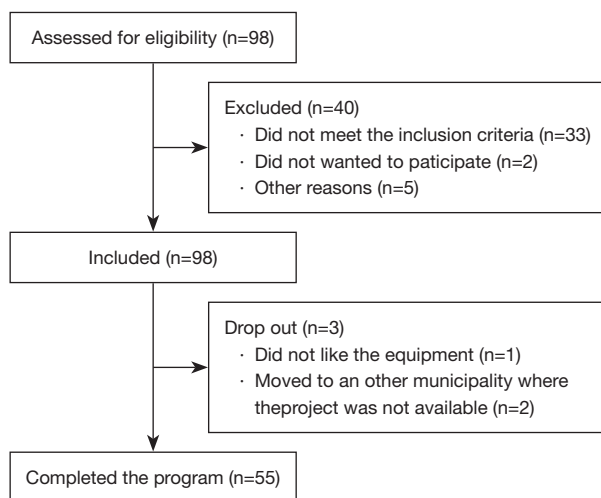 Assessed for eligibility (n=98)
Excluded (n=40)
· Did not meet the inclusion criteria (n=33)
· Did not wanted to paticipate (n=2)
· Other reasons (n=5)
Included (n=98)
Drop out (n=3)
· Did not like the equipment (n=1)
· Moved to an other municipality where
theproject was not available (n=2)
Completed the program (n=55)